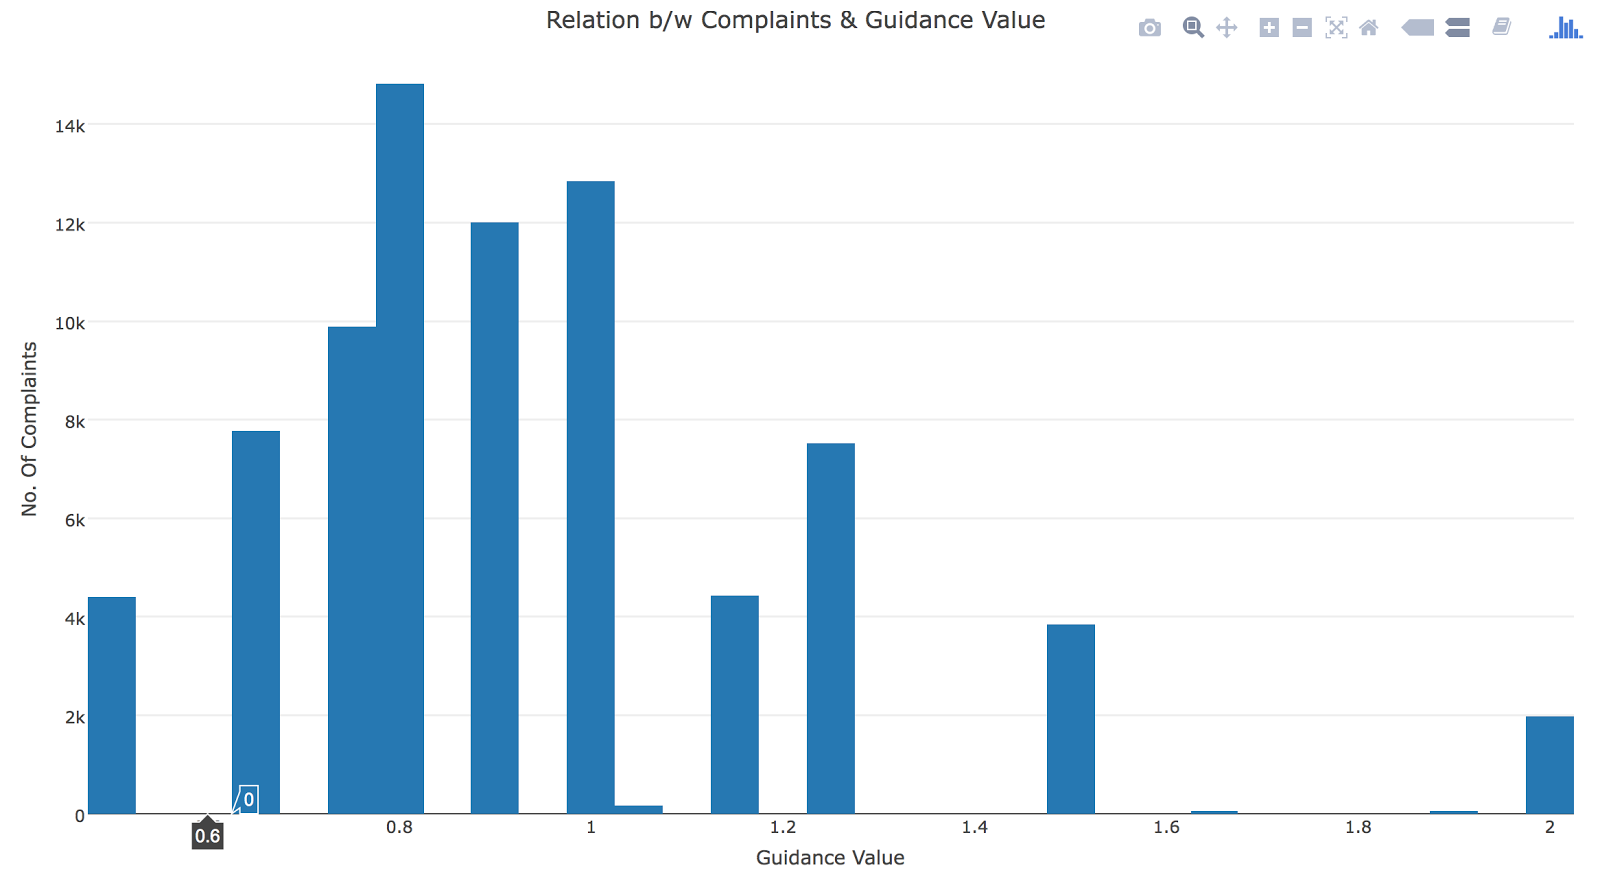 Relation b/w Complaints & Guidance Value
14k
12k
10k
8k
6k
4k
2k
0
No. Of Complaints
0
0.6
0.8
1
1.2
1.4
1.6
1.8
2
Guidance Value